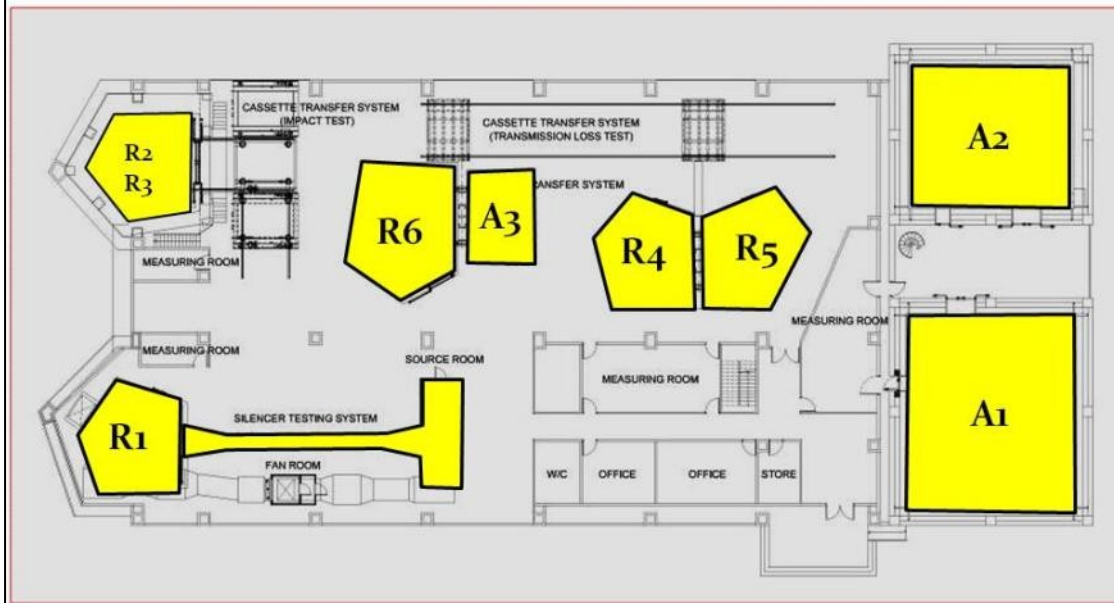 CASSETTE TRANSFER SYSTEM
(IMPACT TEST)
CASSETTE TRANSFER SYSTEM
(TRANSMISSION LOSS TEST)
A2
R2
R3
TRANSFER SYSTEM
R6
A3
R4
R5
MEASURING ROOM
MEASURING ROOM
MEASURING ROOM
SOURCE ROOM
MEASURING ROOM
SILENCER TESTING SYSTEM
R1
A1
FAN ROOM
W/C
OFFICE
OFFICE
STORE